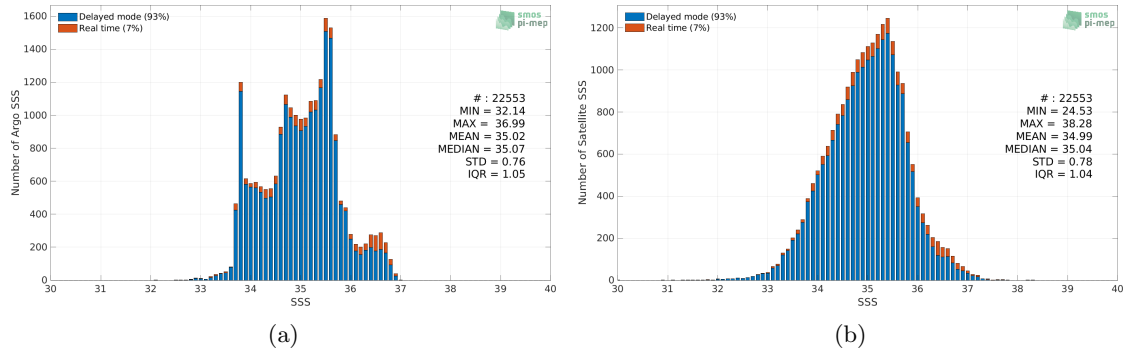 Delayed mode (93%)
Real time (7%)
smos
pi-mep
Number of Argo SSS
1600
1400
1200
1000
800
600
400
200
0
# : 22553
MIN = 32.14
MAX = 36.99
MEAN = 35.02
MEDIAN = 35.07
STD = 0.76
IQR = 1.05
30 31 32 33 34 35 36 37 38 39 40
SSS
(a)
Delayed mode (93%)
Real time (7%)
smos
pi-mep
Number of Satellite SSS
1200
1000
800
600
400
200
0
# : 22553
MIN = 24.53
MAX = 38.28
MEAN = 34.99
MEDIAN = 35.04
STD = 0.78
IQR = 1.04
30 31 32 33 34 35 36 37 38 39 40
SSS
(b)